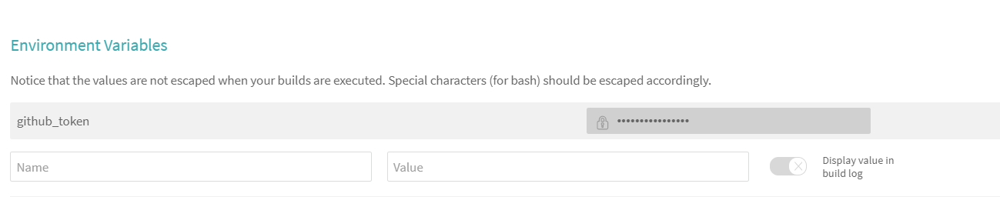 Environment Variables
Notice that the values are not escaped when your builds are executed. Special characters (for bash) should be escaped accordingly.
github_token ••••••••••••••••
Name Value Display value in
build log